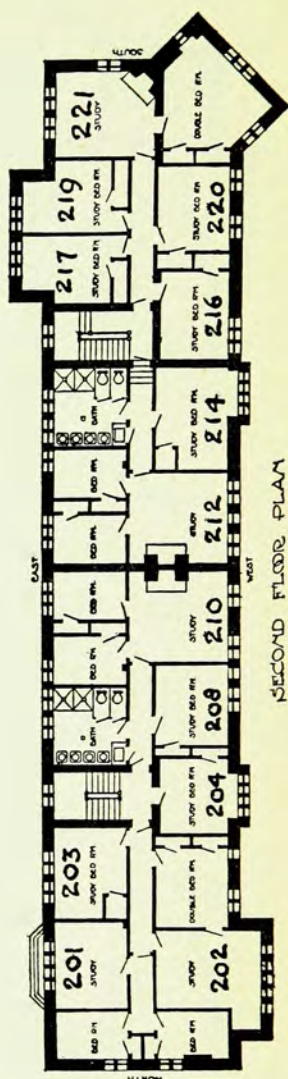 EAST
NORTH
BED RM
201
STUDY
203
STUDY BED RM
BATH
BED RM.
BED RM.
BED RM.
BED RM.
BATH
217
STUDY BED RM
219
STUDY BED RM.
221
STUDY
SOUTH
BED RM
STUDY
202
DOUBLE BED RM.
STUDY BED RM
204
STUDY BED RM.
208
STUDY
210
STUDY
212
STUDY BED RM.
214
STUDY BED RM.
216
STUDY BED RM.
220
DOUBLE BED RM.
WEST
SECOND FLOOR PLAN